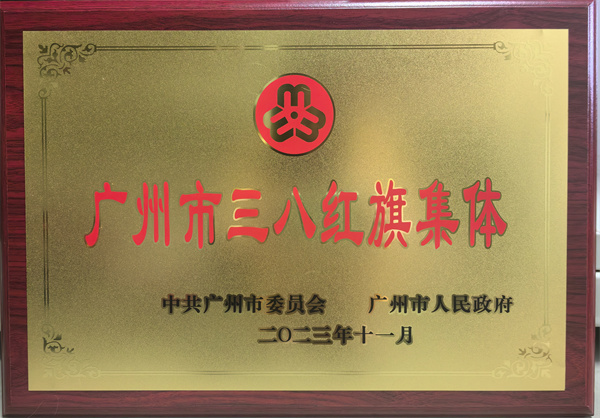 广州市三八红旗集体
中共广州市委员会 广州市人民政府
二〇二三年十一月